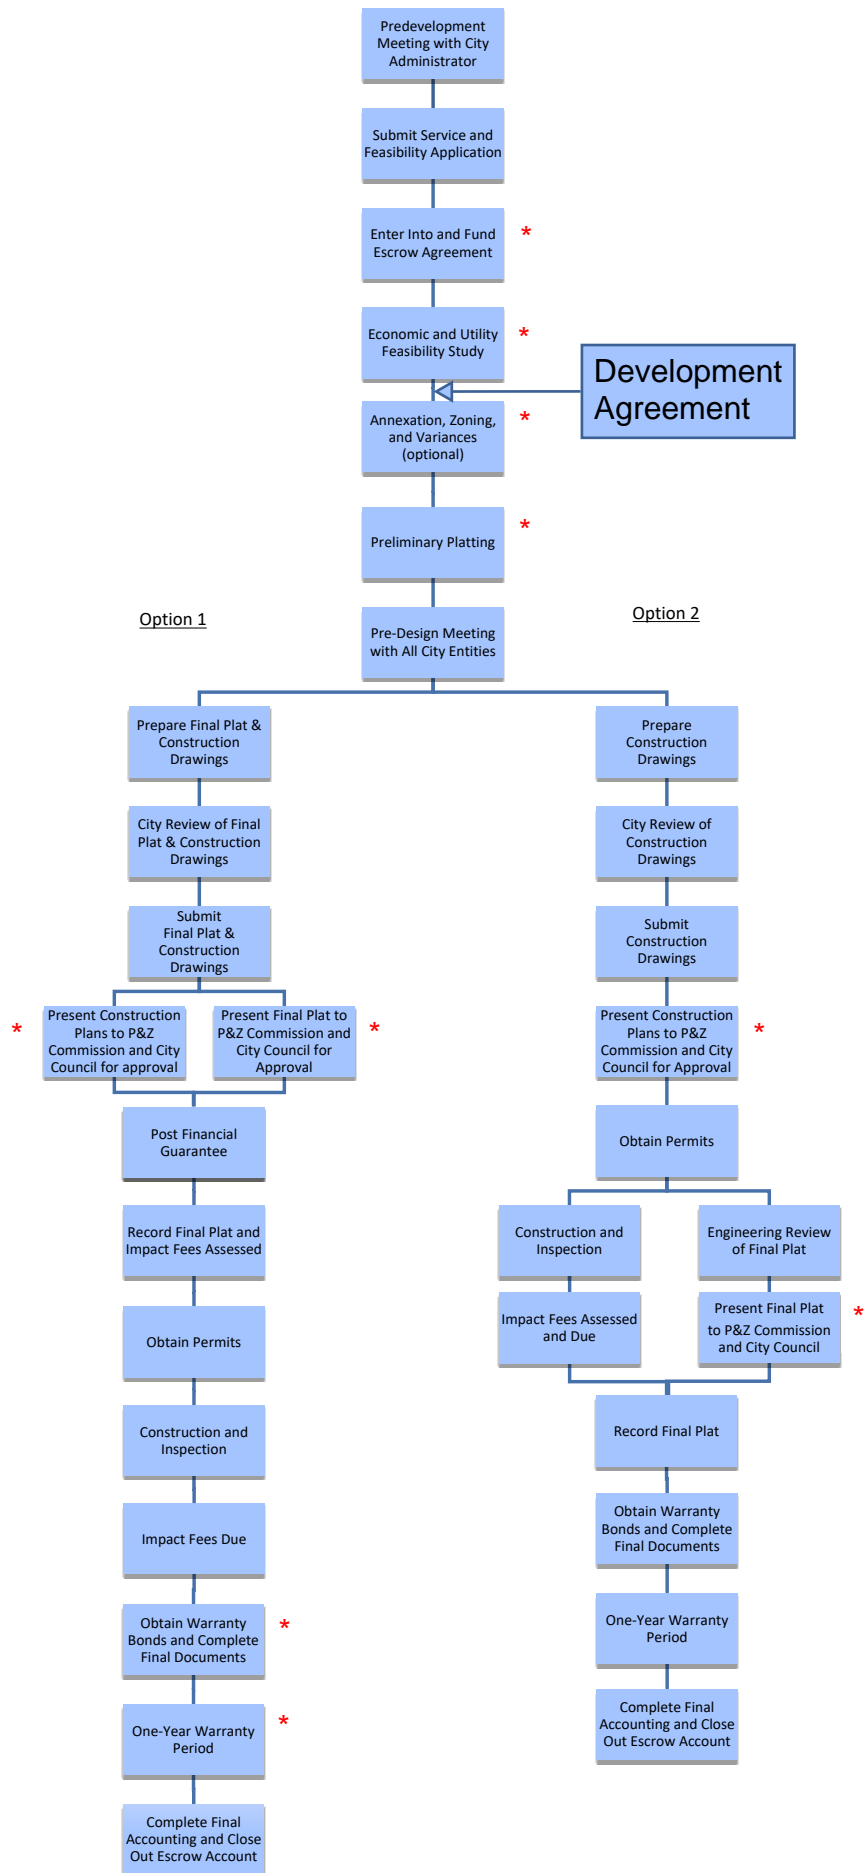 Predevelopment
Meeting with City
Administrator
Submit Service and
Feasibility Application
Enter Into and Fund
Escrow Agreement
*
Economic and Utility
Feasibility Study
*
Development
Agreement
Annexation, Zoning,
and Variances
(optional)
*
Preliminary Platting
*
Option 1
Option 2
Pre-Design Meeting
with All City Entities
Prepare Final Plat &
Construction
Drawings
City Review of Final
Plat & Construction
Drawings
Submit
Final Plat &
Construction
Drawings
*
Present Construction
Plans to P&Z
Commission and City
Council for approval
Present Final Plat to
P&Z Commission and
City Council for
Approval
*
Post Financial
Guarantee
Record Final Plat and
Impact Fees Assessed
Obtain Permits
Construction and
Inspection
Impact Fees Due
Obtain Warranty
Bonds and Complete
Final Documents
*
One-Year Warranty
Period
*
Complete Final
Accounting and Close
Out Escrow Account
Prepare
Construction
Drawings
City Review of
Construction
Drawings
Submit
Construction
Drawings
Present Construction
Plans to P&Z
Commission and City
Council for Approval
*
Obtain Permits
Construction and
Inspection
Impact Fees Assessed
and Due
Engineering Review
of Final Plat
Present Final Plat
to P&Z Commission
and City Council
*
Record Final Plat
Obtain Warranty
Bonds and Complete
Final Documents
One-Year Warranty
Period
Complete Final
Accounting and Close
Out Escrow Account